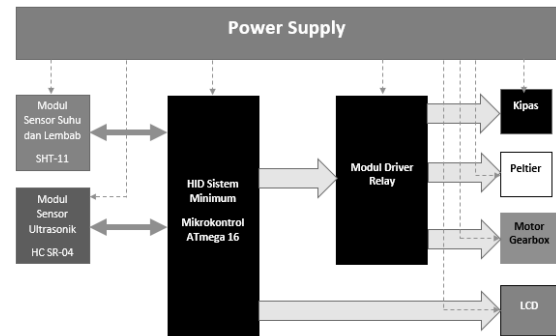 Power Supply
Modul
Sensor Suhu
dan Lembab
SHT-11
Modul
Sensor
Ultrasonik
HC SR-04
HID Sistem
Minimum
Mikrokontrol
ATmega 16
Modul Driver
Relay
Kipas
Peltier
Motor
Gearbox
LCD